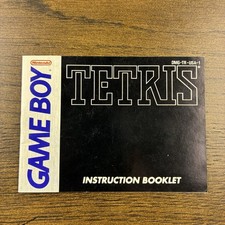 Nintendo
GAME BOY
DMG-TR-USA-1
TETRIS
INSTRUCTION BOOKLET